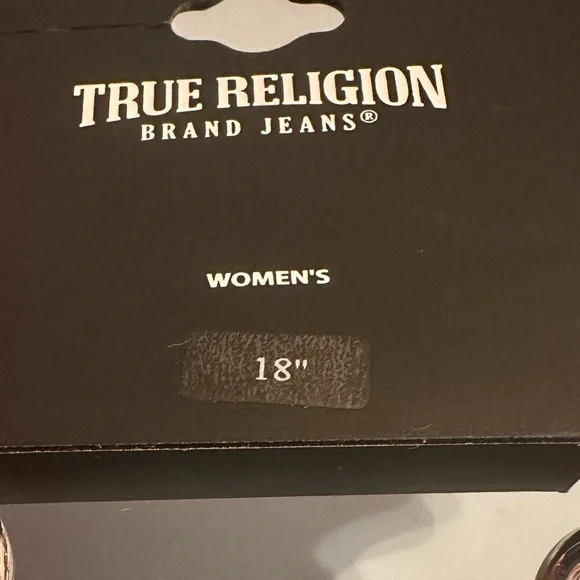 TRUE RELIGION
BRAND JEANS®
WOMEN'S
18"